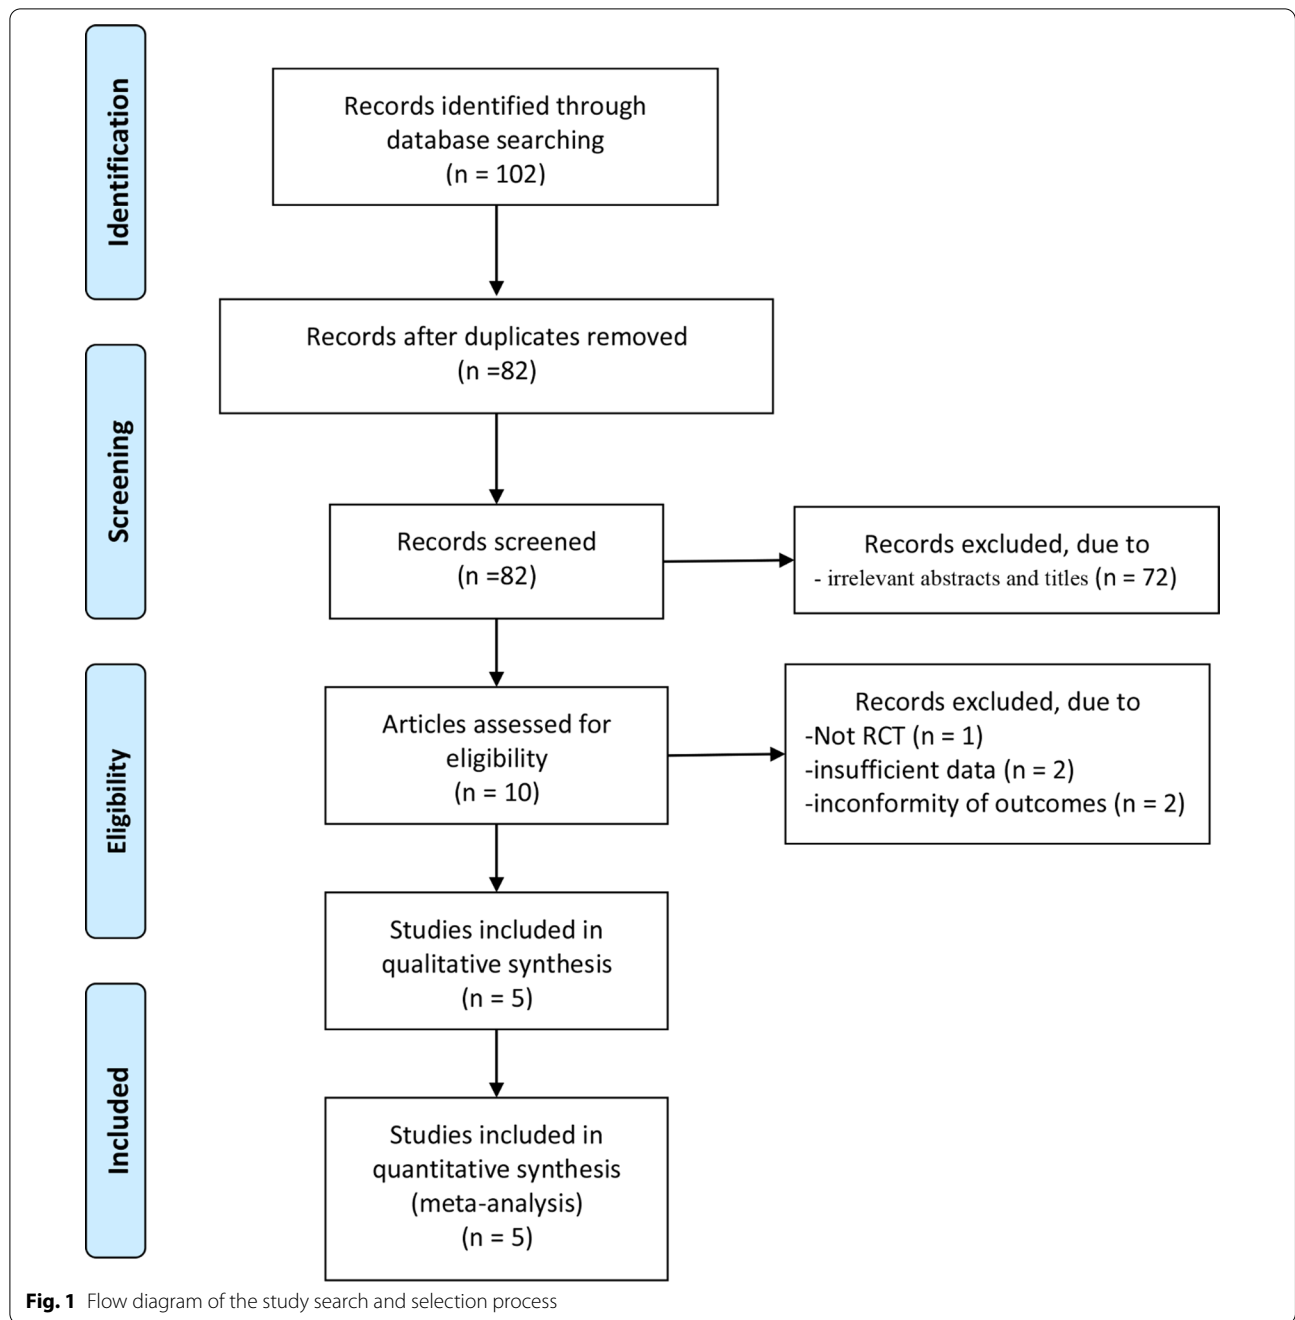 Identification
Records identified through
database searching
(n = 102)
Records after duplicates removed
(n =82)
Screening
Records screened
(n =82)
Records excluded, due to
- irrelevant abstracts and titles (n = 72)
Eligibility
Articles assessed for
eligibility
(n = 10)
Records excluded, due to
-Not RCT (n = 1)
-insufficient data (n = 2)
-inconformity of outcomes (n = 2)
Studies included in
qualitative synthesis
(n = 5)
Included
Studies included in
quantitative synthesis
(meta-analysis)
(n = 5)
Fig. 1 Flow diagram of the study search and selection process